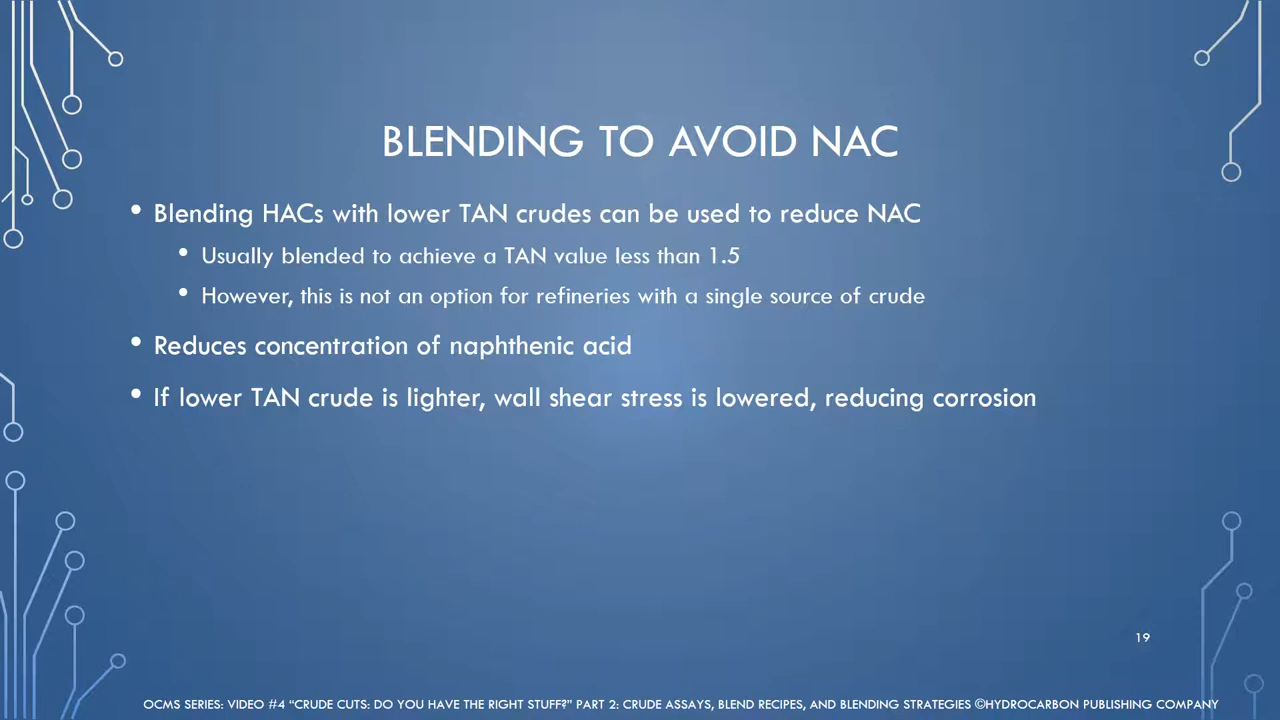 BLENDING TO AVOID NAC
• Blending HACs with lower TAN crudes can be used to reduce NAC
• Usually blended to achieve a TAN value less than 1.5
• However, this is not an option for refineries with a single source of crude
• Reduces concentration of naphthenic acid
• If lower TAN crude is lighter, wall shear stress is lowered, reducing corrosion
19
OCMS SERIES: VIDEO #4 “CRUDE CUTS: DO YOU HAVE THE RIGHT STUFF?” PART 2: CRUDE ASSAYS, BLEND RECIPES, AND BLENDING STRATEGIES ©HYDROCARBON PUBLISHING COMPANY